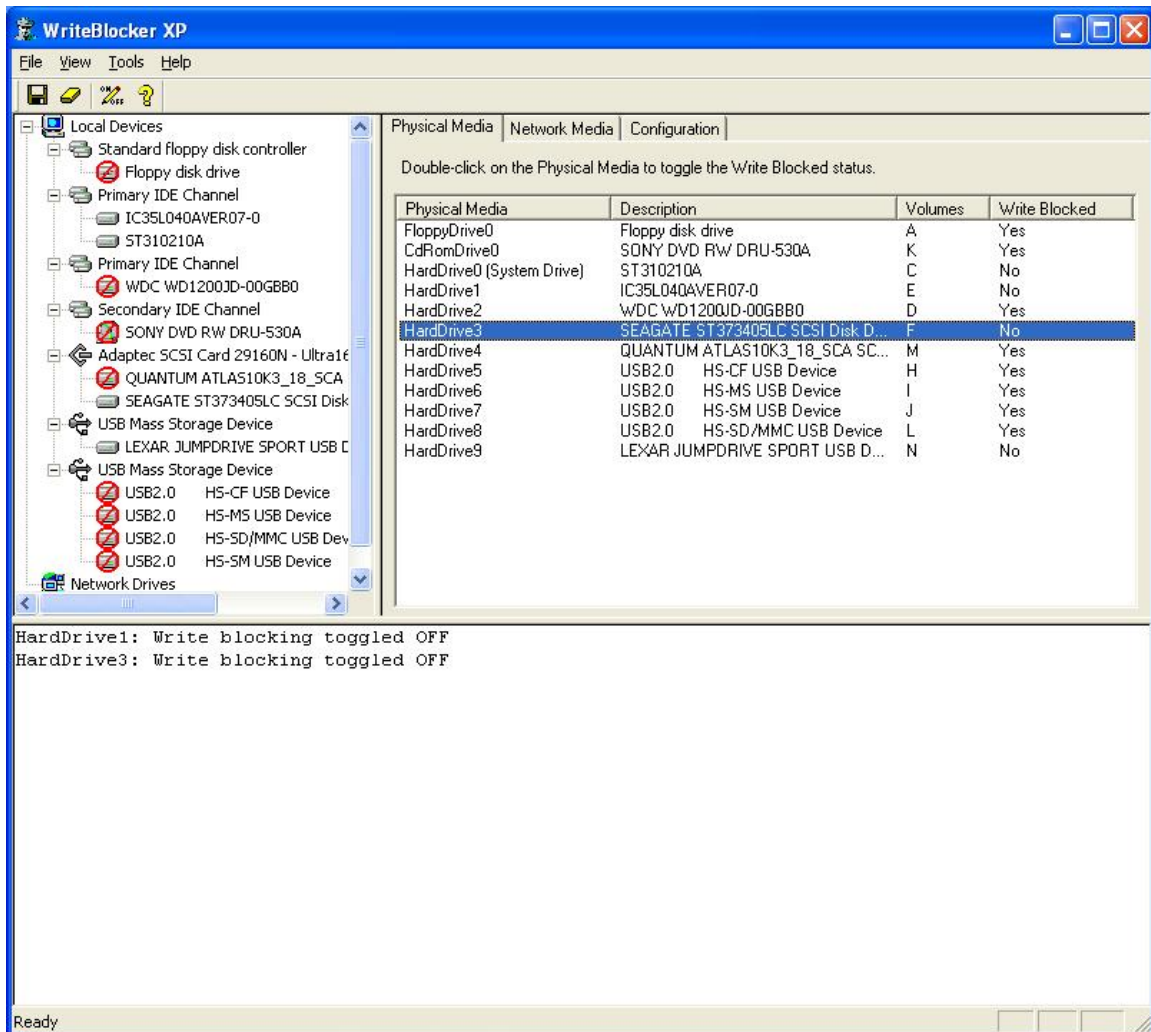 WriteBlocker XP
File View Tools Help
ON OFF
Local Devices
Standard floppy disk controller
Floppy disk drive
Primary IDE Channel
IC35L040AVER07-0
ST310210A
Primary IDE Channel
WDC WD1200JD-00GBB0
Secondary IDE Channel
SONY DVD RW DRU-530A
Adaptec SCSI Card 29160N - Ultra16
QUANTUM ATLAS10K3_18_SCA
SEAGATE ST373405LC SCSI Disk
USB Mass Storage Device
LEXAR JUMPDRIVE SPORT USB D
USB Mass Storage Device
USB2.0 HS-CF USB Device
USB2.0 HS-MS USB Device
USB2.0 HS-SD/MMC USB Dev
USB2.0 HS-SM USB Device
Network Drives
Physical Media Network Media Configuration
Double-click on the Physical Media to toggle the Write Blocked status.
Physical Media Description Volumes Write Blocked
FloppyDrive0 Floppy disk drive A Yes
CdRomDrive0 SONY DVD RW DRU-530A K Yes
HardDrive0 (System Drive) ST310210A C No
HardDrive1 IC35L040AVER07-0 E No
HardDrive2 WDC WD1200JD-00GBB0 D Yes
HardDrive3 SEAGATE ST373405LC SCSI Disk D... F No
HardDrive4 QUANTUM ATLAS10K3_18_SCA SC... M Yes
HardDrive5 USB2.0 HS-CF USB Device H Yes
HardDrive6 USB2.0 HS-MS USB Device I Yes
HardDrive7 USB2.0 HS-SM USB Device J Yes
HardDrive8 USB2.0 HS-SD/MMC USB Device L Yes
HardDrive9 LEXAR JUMPDRIVE SPORT USB D... N No
HardDrive1: Write blocking toggled OFF
HardDrive3: Write blocking toggled OFF
Ready